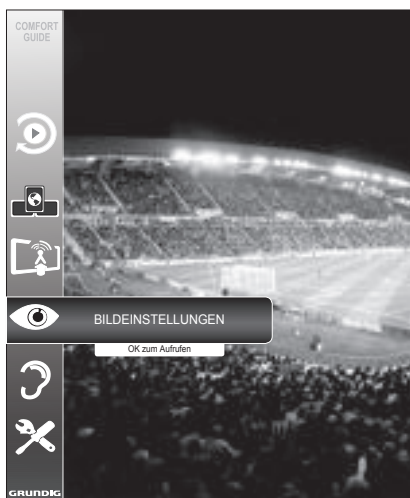 COMFORT
GUIDE
BILDEINSTELLUNGEN
OK zum Aufrufen
GRUNDIG